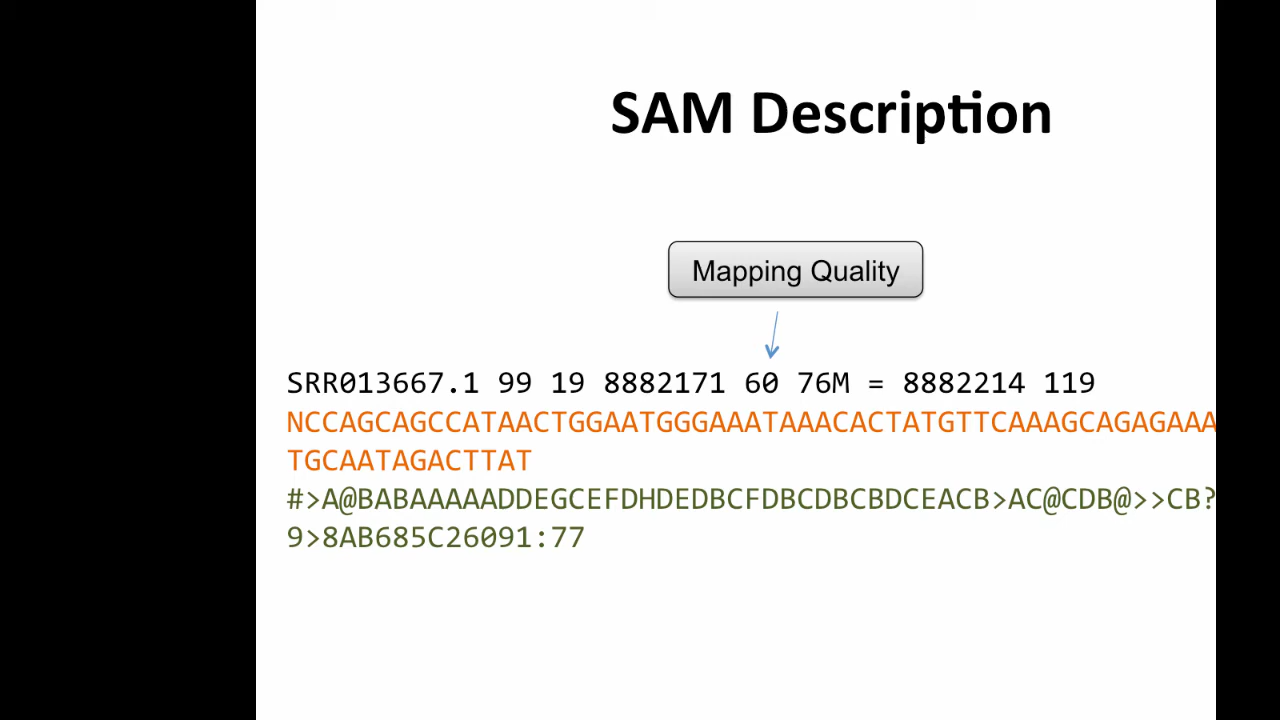 SAM Description
Mapping Quality
SRR013667.1 99 19 8882171 60 76M = 8882214 119
NCCAGCAGCCATAACTGGAATGGGAAATAAACACTATGTTCAAAGCAGAGAAA
TGCAATAGACTTAT
#>A@BABAAAAADDEGCEFDHDEDBCFDBCDBCBDCEACB>AC@CDB@>>CB?
9>8AB685C26091:77